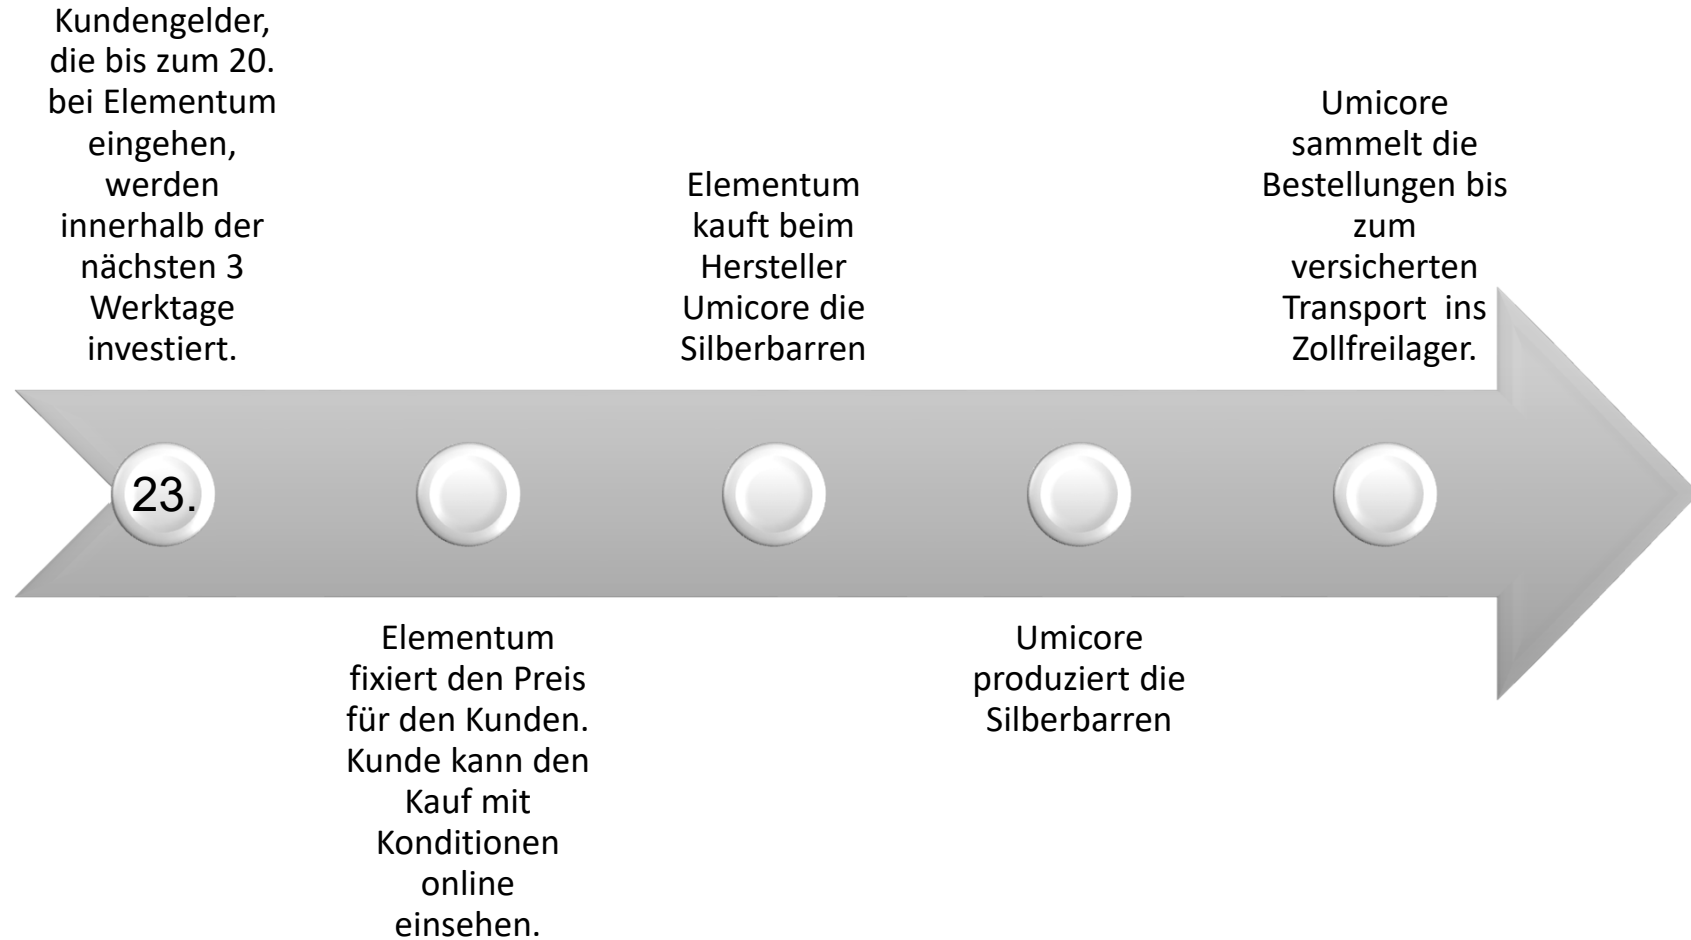 Kundengelder,
die bis zum 20.
bei Elementum
eingehen,
werden
innerhalb der
nächsten 3
Werktage
investiert.
23.
Elementum
fixiert den Preis
für den Kunden.
Kunde kann den
Kauf mit
Konditionen
online
einsehen.
Elementum
kauft beim
Hersteller
Umicore die
Silberbarren
Umicore
produziert die
Silberbarren
Umicore
sammelt die
Bestellungen bis
zum
versicherten
Transport  ins
Zollfreilager.